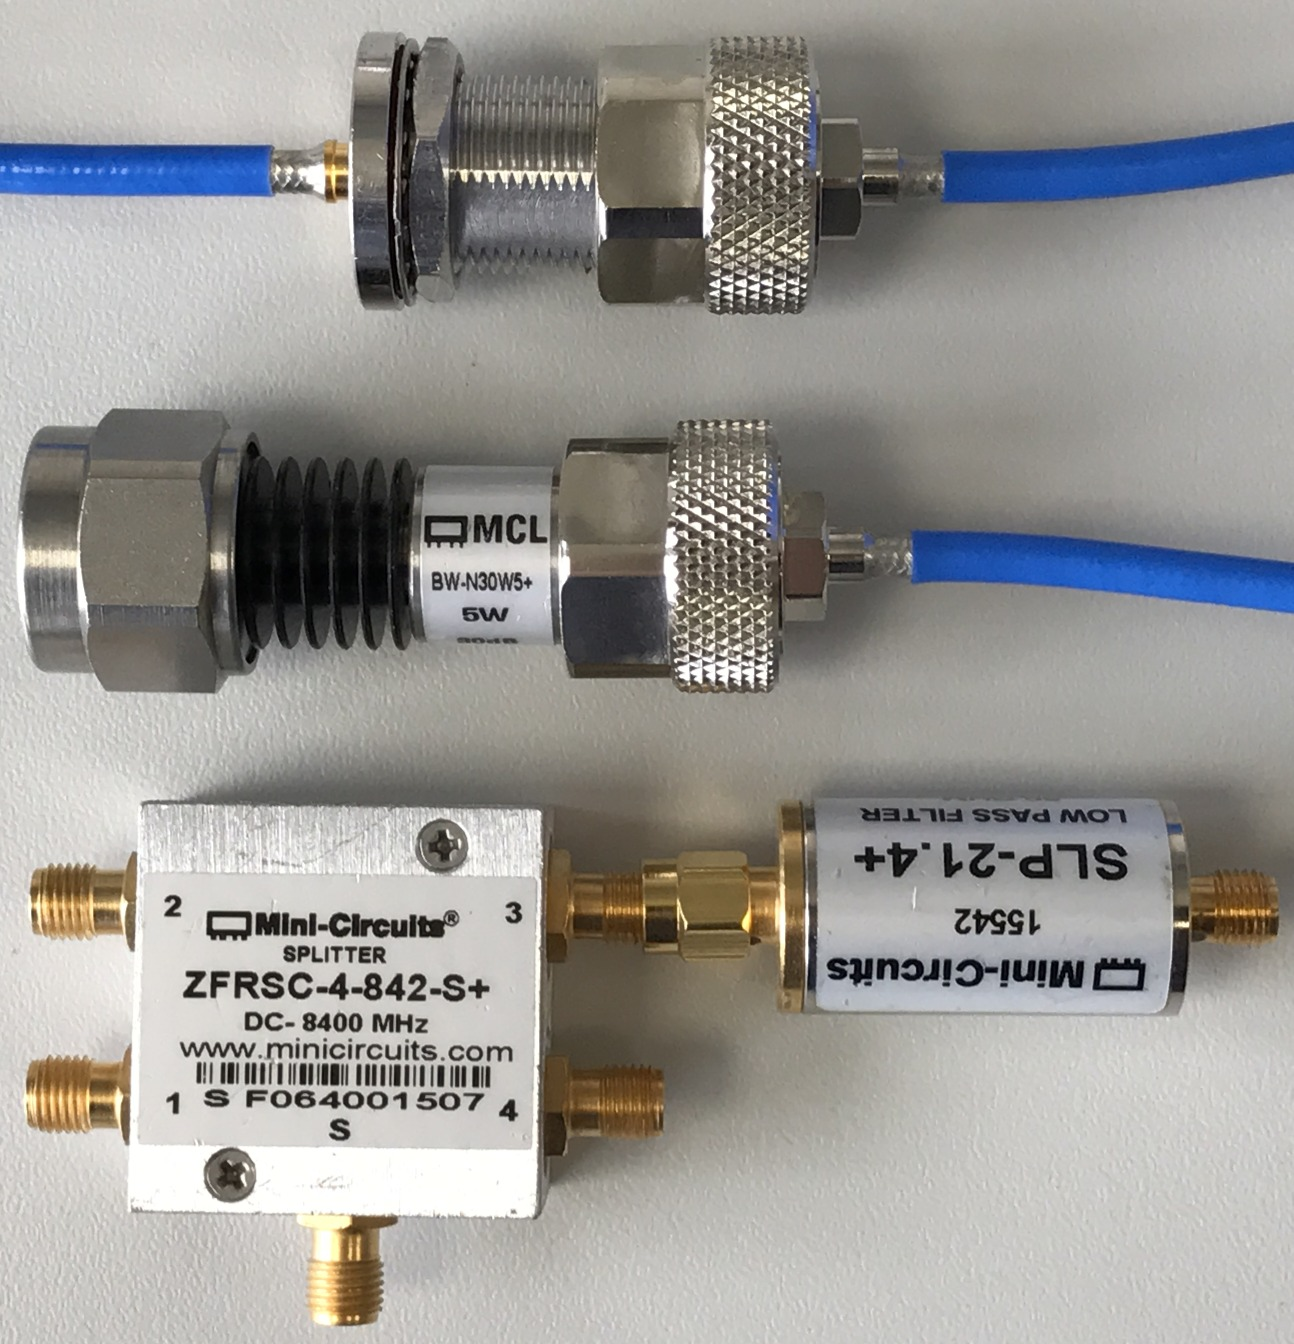 MCL
BW-N30W5+
5W
30dB
2
3
Mini-Circuits®
SPLITTER
ZFRSC-4-842-S+
DC- 8400 MHz
www.minicircuits.com
1
S F064001507
4
S
Mini-Circuits
15542
SLP-21.4+
LOW PASS FILTER